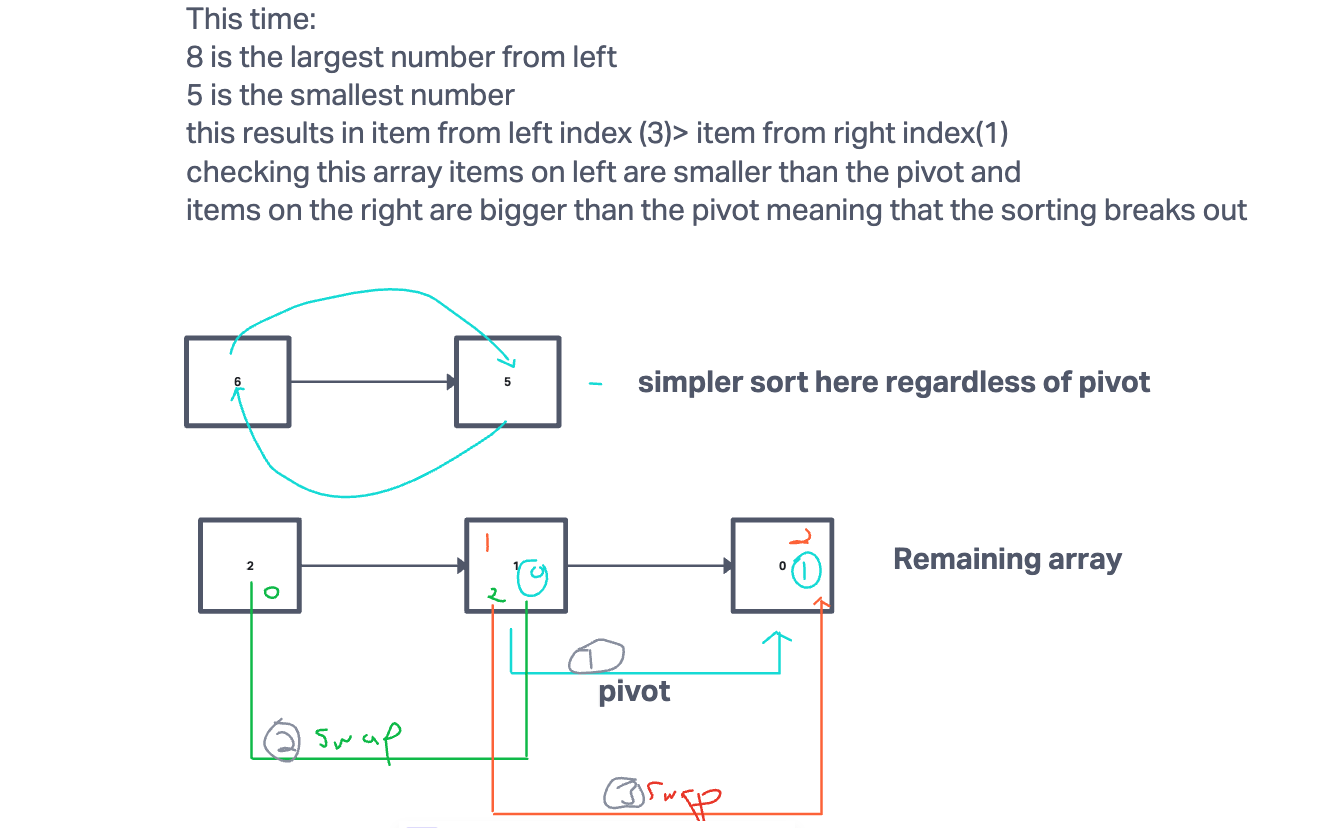 This time:
8 is the largest number from left
5 is the smallest number
this results in item from left index (3)> item from right index(1)
checking this array items on left are smaller than the pivot and
items on the right are bigger than the pivot meaning that the sorting breaks out
6
5
- simpler sort here regardless of pivot
1
2
2
1
0
0
1
Remaining array
0
2
1
pivot
2 swap
3 swap